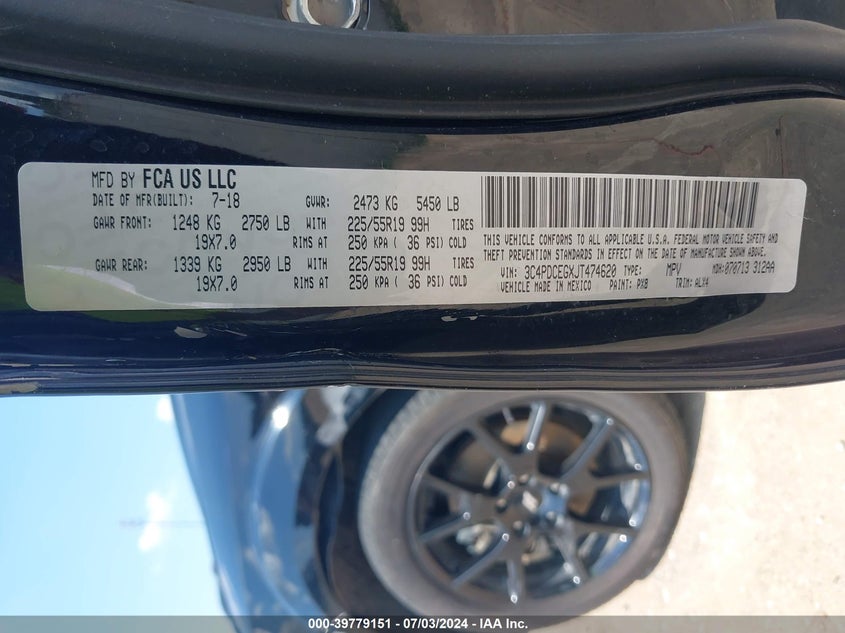 MFD BY FCA US LLC
DATE OF MFR(BUILT): 7-18 GVWR: 2473 KG 5450 LB
GAWR FRONT: 1248 KG 2750 LB WITH 225/55R19 99H TIRES
19X7.0 RIMS AT 250 KPA ( 36 PSI) COLD
GAWR REAR: 1339 KG 2950 LB WITH 225/55R19 99H TIRES
19X7.0 RIMS AT 250 KPA ( 36 PSI) COLD
THIS VEHICLE CONFORMS TO ALL APPLICABLE U.S.A. FEDERAL MOTOR VEHICLE SAFETY AND
THEFT PREVENTION STANDARDS IN EFFECT ON THE DATE OF MANUFACTURE SHOWN ABOVE.
VIN: 3C4PDCEGXJT474620 TYPE: MPV MDH:070713 312AA
VEHICLE MADE IN MEXICO PAINT: PXB TRIM: ALX4
000-39779151 - 07/03/2024 - IAA Inc.